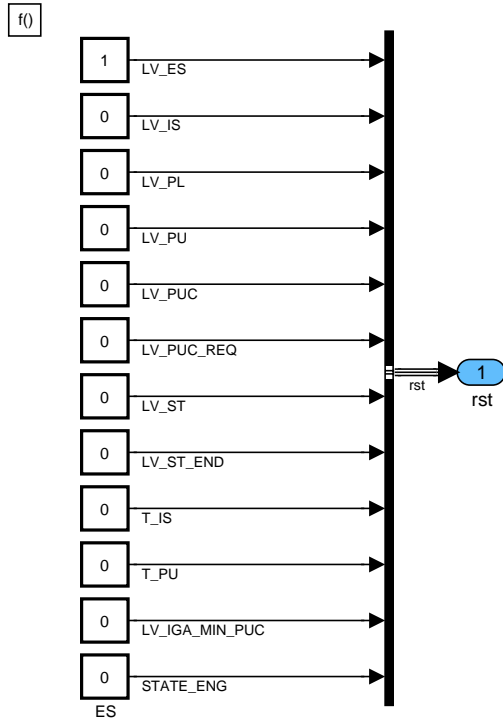 f()
1
LV_ES
0
LV_IS
0
LV_PL
0
LV_PU
0
LV_PUC
0
LV_PUC_REQ
1
rst
rst
0
LV_ST
0
LV_ST_END
0
T_IS
0
T_PU
0
LV_IGA_MIN_PUC
0
STATE_ENG
ES